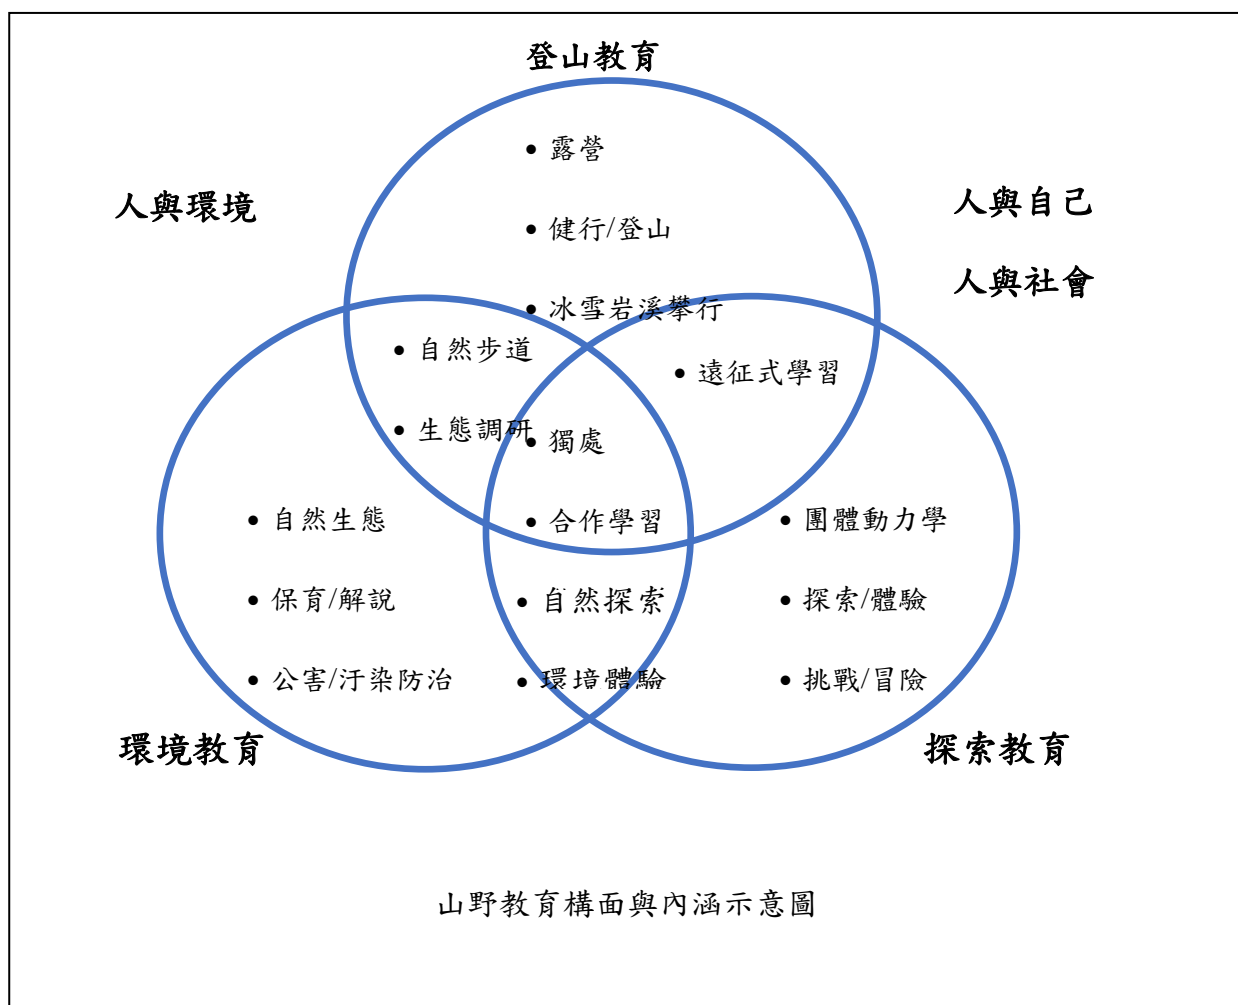 登山教育
• 露營
人與環境
人與自己
• 健行/登山
人與社會
• 冰雪岩溪攀行
• 自然步道
• 遠征式學習
• 生態調研
• 獨處
• 自然生態
• 合作學習
• 團體動力學
• 保育/解說
• 自然探索
• 探索/體驗
• 公害/汙染防治
• 環境體驗
• 挑戰/冒險
環境教育
探索教育
山野教育構面與內涵示意圖